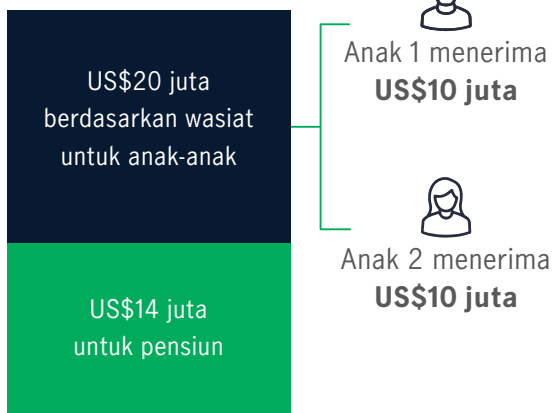 US$20 juta
berdasarkan wasiat
untuk anak-anak
Anak 1 menerima
US$10 juta
Anak 2 menerima
US$10 juta
US$14 juta
untuk pensiun